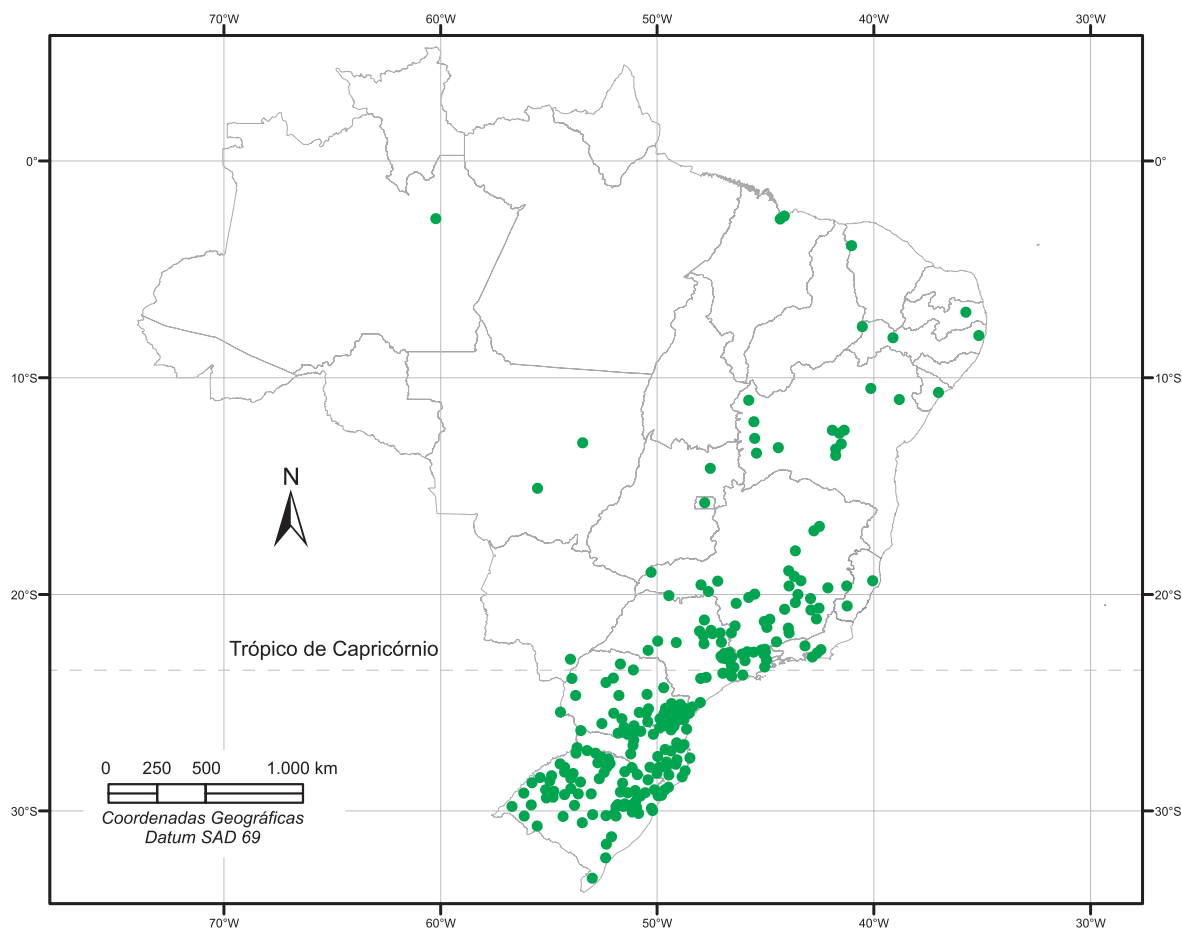 70°W 60°W 50°W 40°W 30°W
0° 0°
10°S 10°S
N
20°S 20°S
Trópico de Capricórnio
0 250 500 1.000 km
30°S 30°S
Coordenadas Geográficas
Datum SAD 69
70°W 60°W 50°W 40°W 30°W